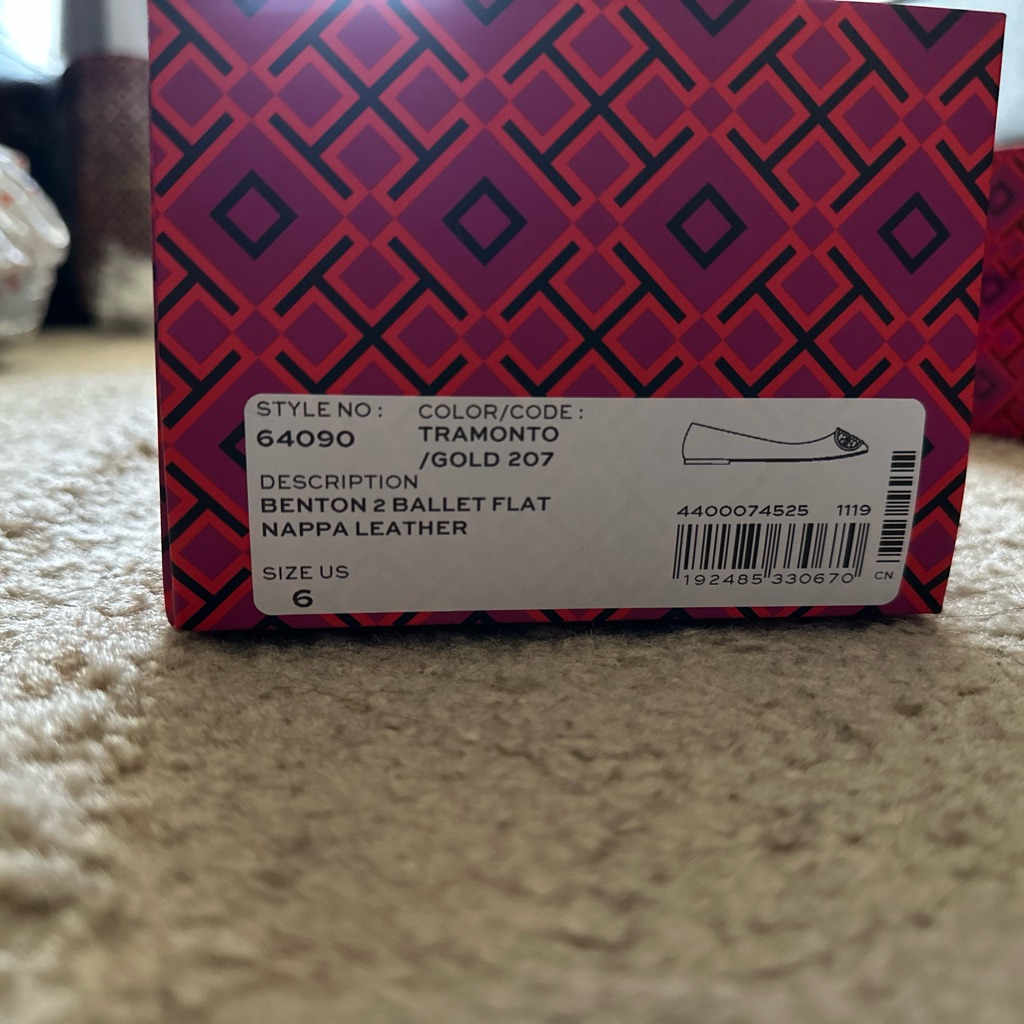 STYLE NO :
64090
COLOR/CODE :
TRAMONTO
/GOLD 207
DESCRIPTION
BENTON 2 BALLET FLAT
NAPPA LEATHER
SIZE US
6
4400074525 1119
192485 330670
CN